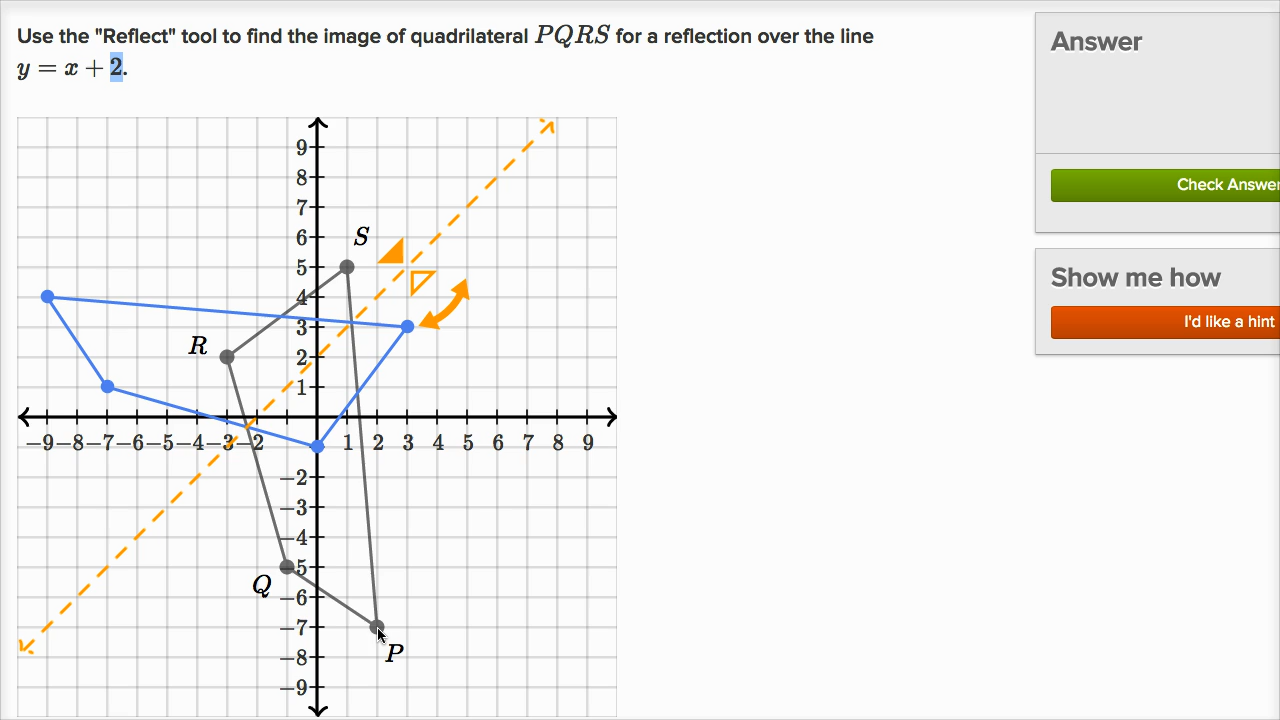 Use the "Reflect" tool to find the image of quadrilateral PQRS for a reflection over the line
y = x + 2.
Answer
Check Answer
Show me how
I'd like a hint
9
8
7
6
S
5
4
3
R
2
1
−9 −8 −7 −6 −5 −4 −3 −2 1 2 3 4 5 6 7 8 9
−2
−3
−4
−5
Q
−6
−7
P
−8
−9